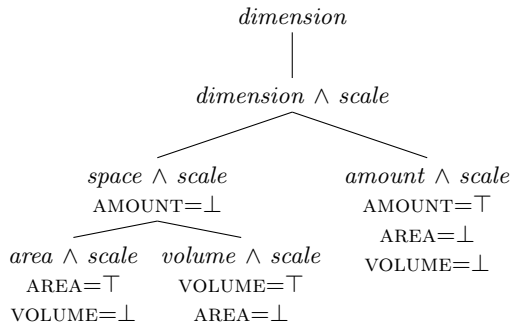 dimension
dimension ∧ scale
space ∧ scale
AMOUNT=⊥
amount ∧ scale
AMOUNT=⊤
AREA=⊥
VOLUME=⊥
area ∧ scale
AREA=⊤
VOLUME=⊥
volume ∧ scale
VOLUME=⊤
AREA=⊥